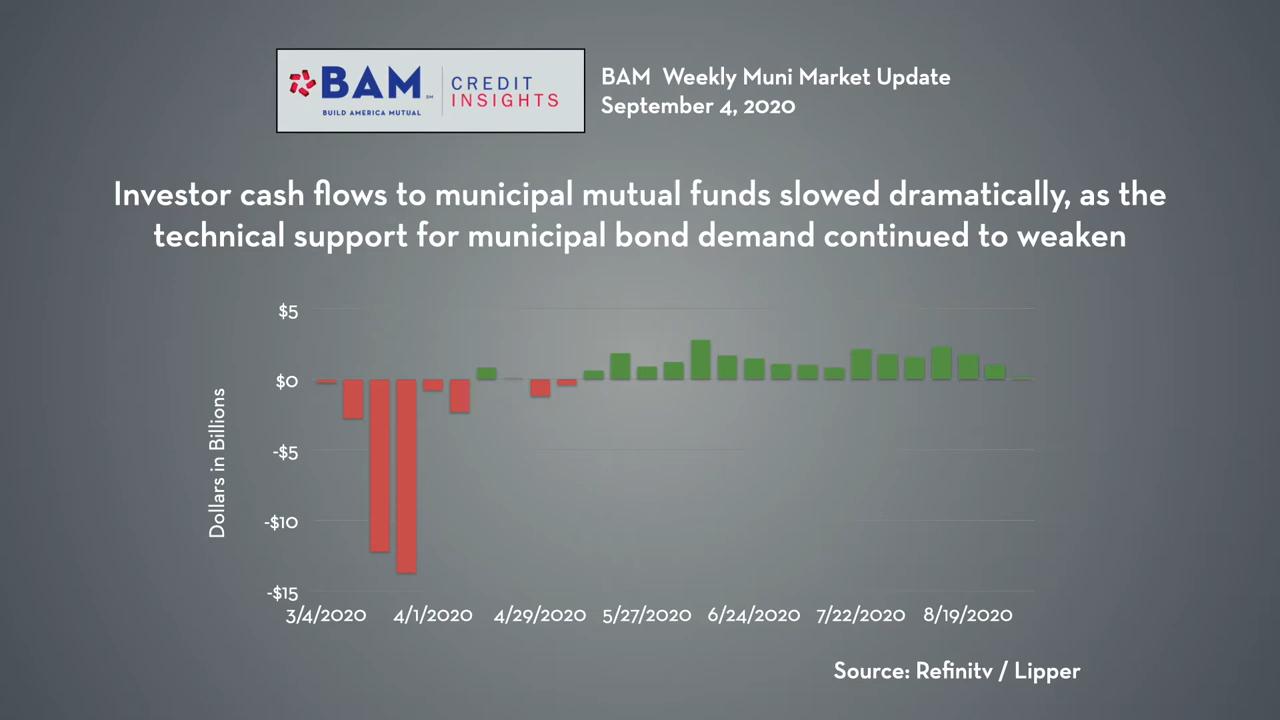 BAM SM
BUILD AMERICA MUTUAL
CREDIT
INSIGHTS
BAM Weekly Muni Market Update
September 4, 2020
Investor cash flows to municipal mutual funds slowed dramatically, as the
technical support for municipal bond demand continued to weaken
Dollars in Billions
$5
$0
-$5
-$10
-$15
3/4/2020 4/1/2020 4/29/2020 5/27/2020 6/24/2020 7/22/2020 8/19/2020
Source: Refinitv / Lipper